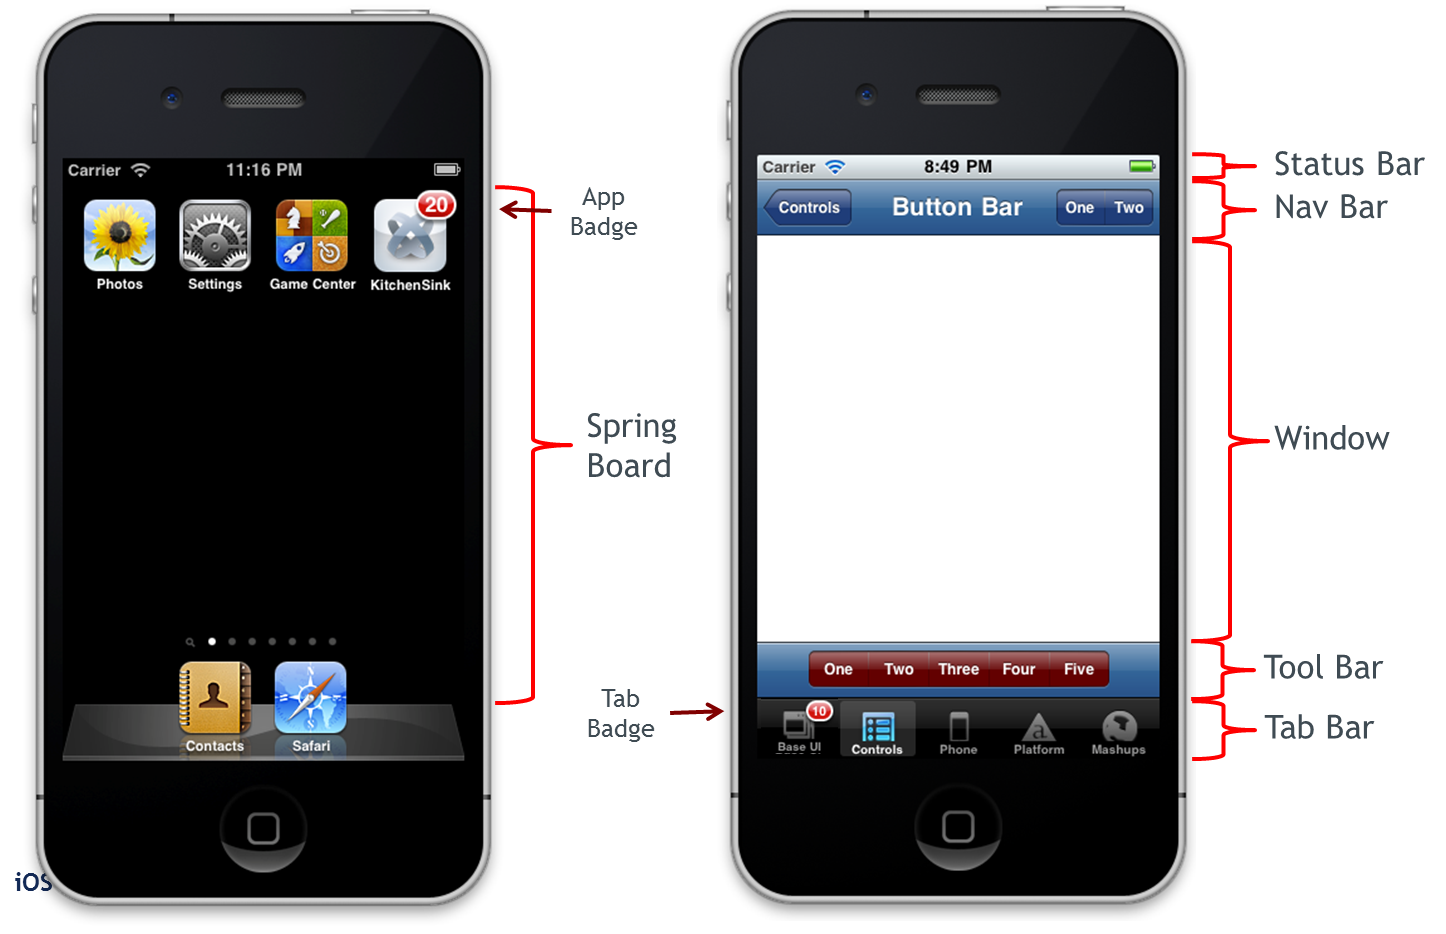 Carrier 11:16 PM
20
Photos Settings Game Center KitchenSink
App
Badge
Spring
Board
Contacts Safari
iOS
Carrier 8:49 PM
Controls Button Bar One Two
One Two Three Four Five
Tab
Badge
10
Base UI Controls Phone Platform Mashups
Status Bar
Nav Bar
Window
Tool Bar
Tab Bar